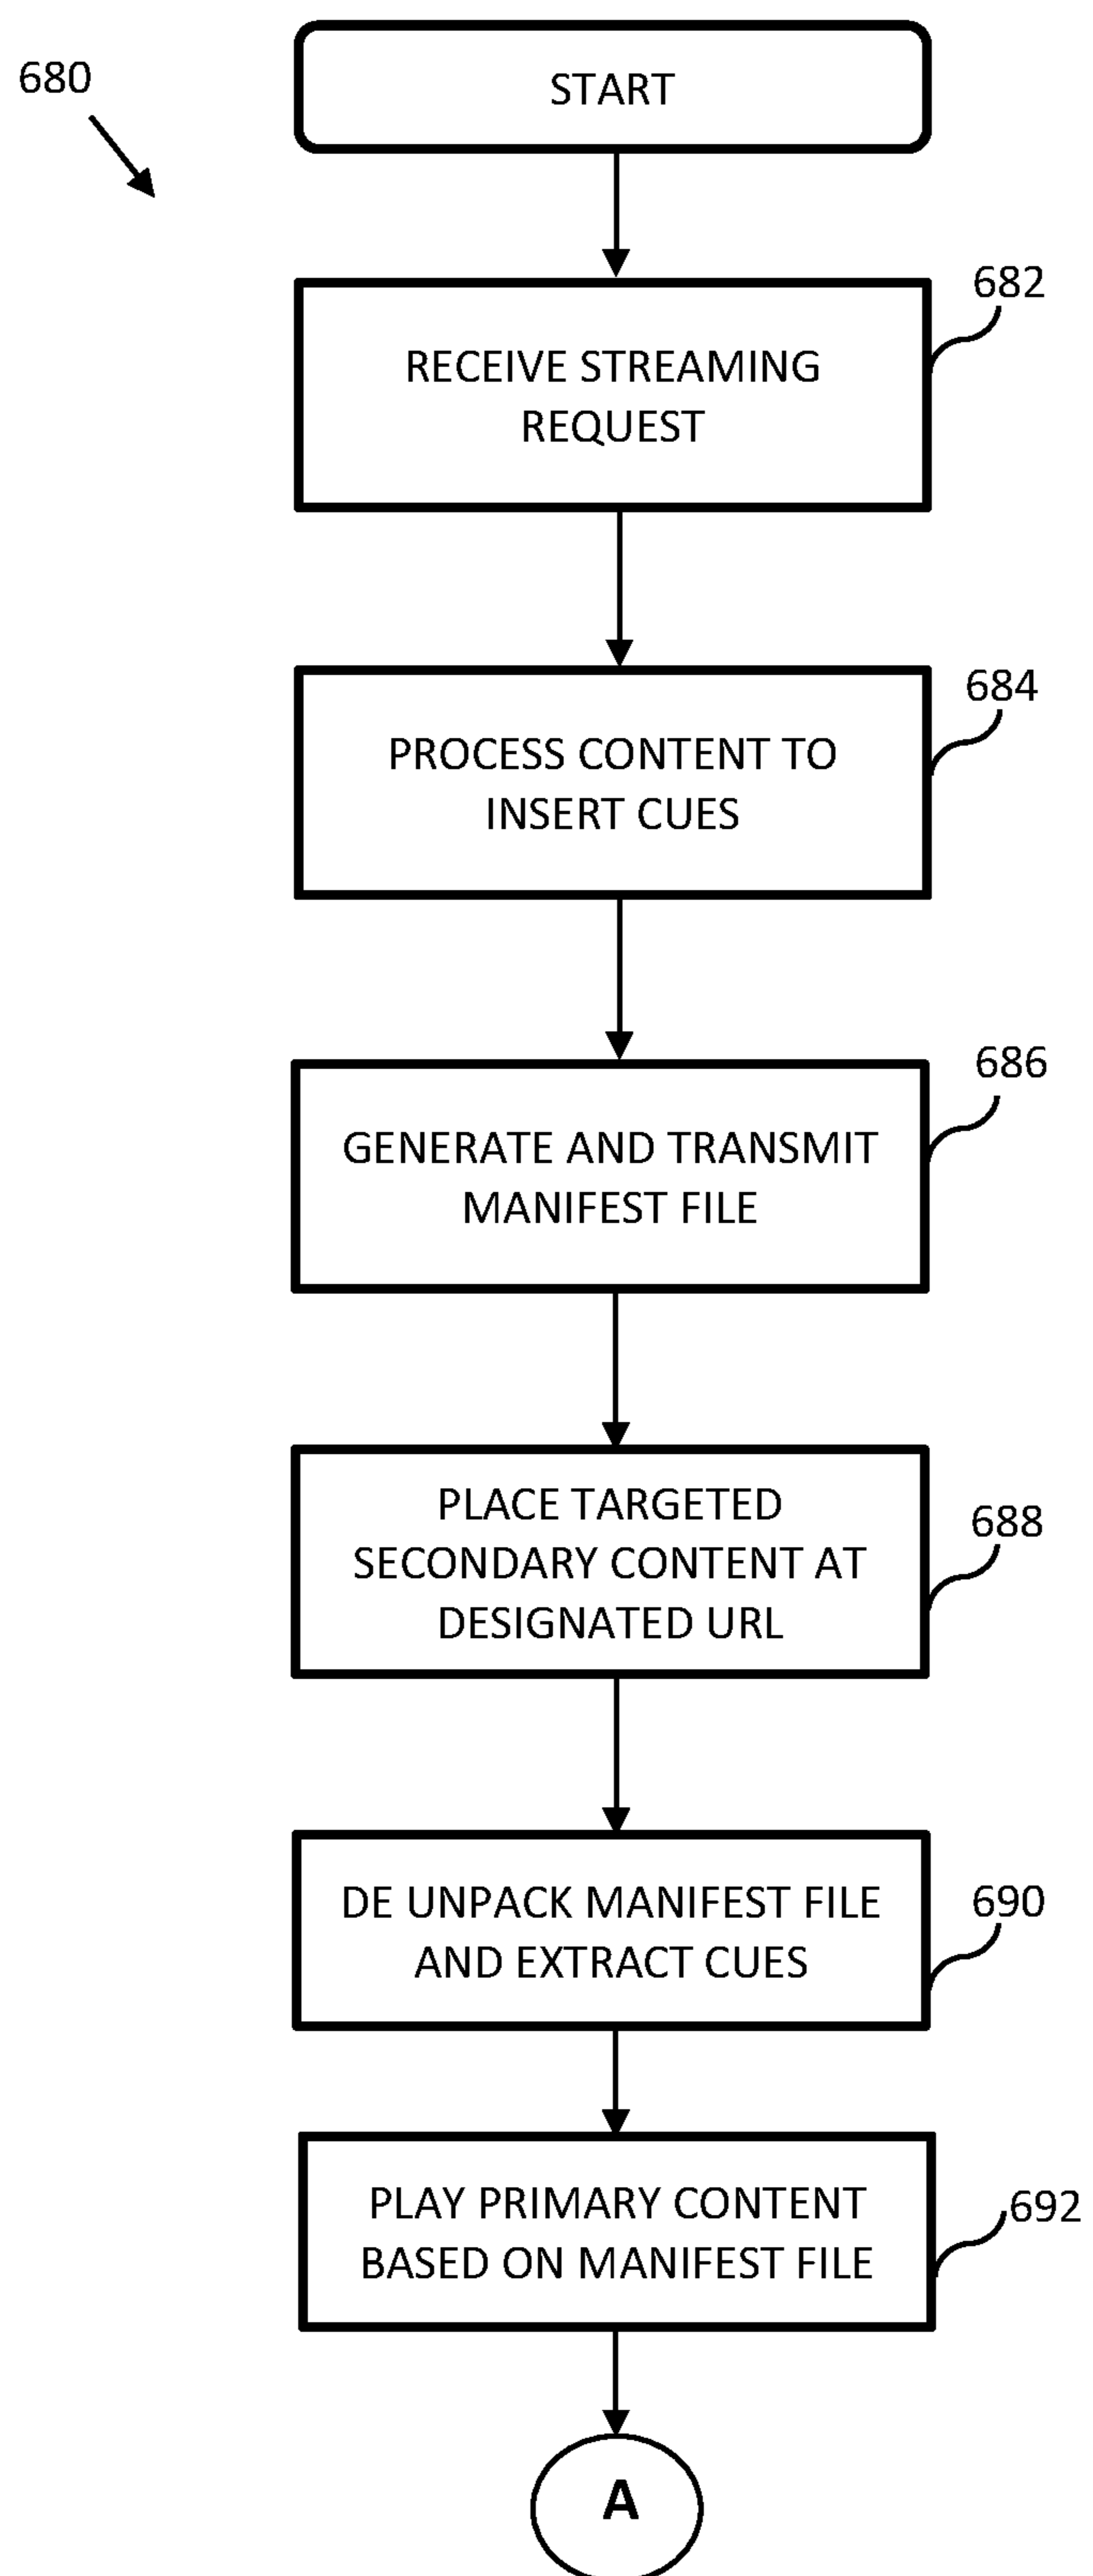 680
START
682
RECEIVE STREAMING
REQUEST
684
PROCESS CONTENT TO
INSERT CUES
686
GENERATE AND TRANSMIT
MANIFEST FILE
688
PLACE TARGETED
SECONDARY CONTENT AT
DESIGNATED URL
690
DE UNPACK MANIFEST FILE
AND EXTRACT CUES
692
PLAY PRIMARY CONTENT
BASED ON MANIFEST FILE
A